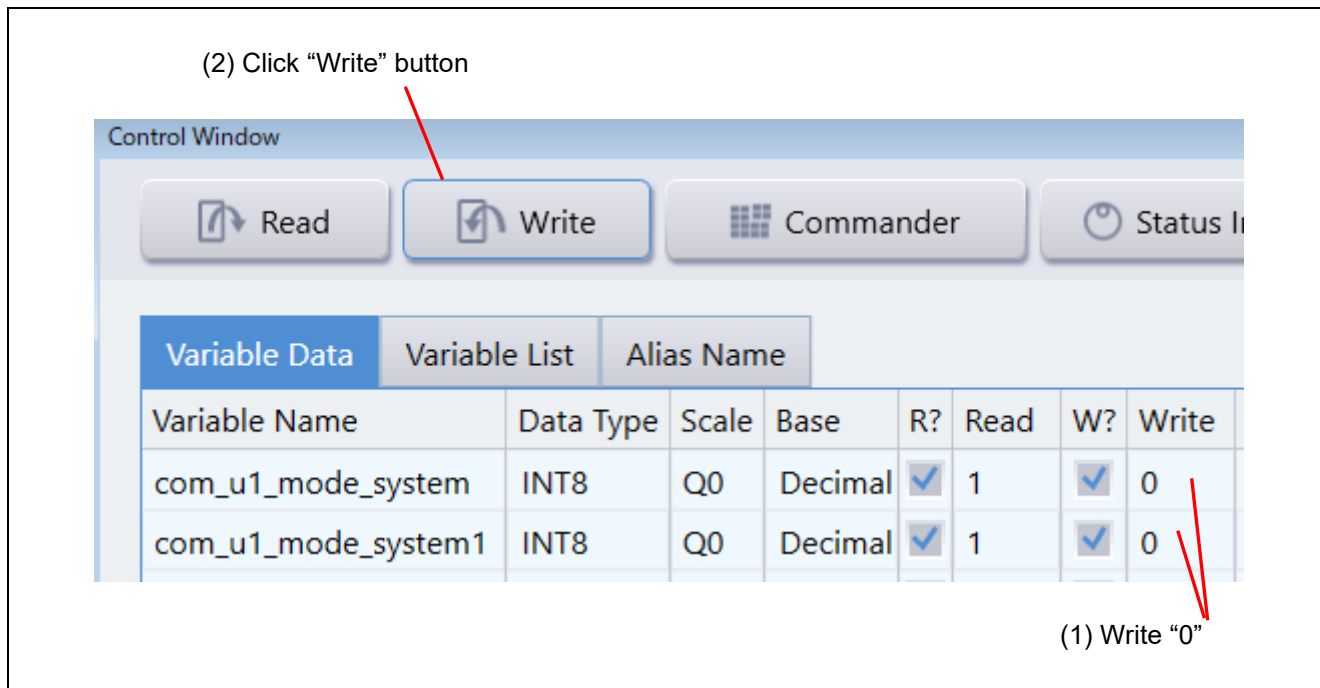 (2) Click “Write” button
Control Window
Read Write Commander Status I
Variable Data Variable List Alias Name
Variable Name Data Type Scale Base R? Read W? Write
com_u1_mode_system INT8 Q0 Decimal 1 0
com_u1_mode_system1 INT8 Q0 Decimal 1 0
(1) Write “0”